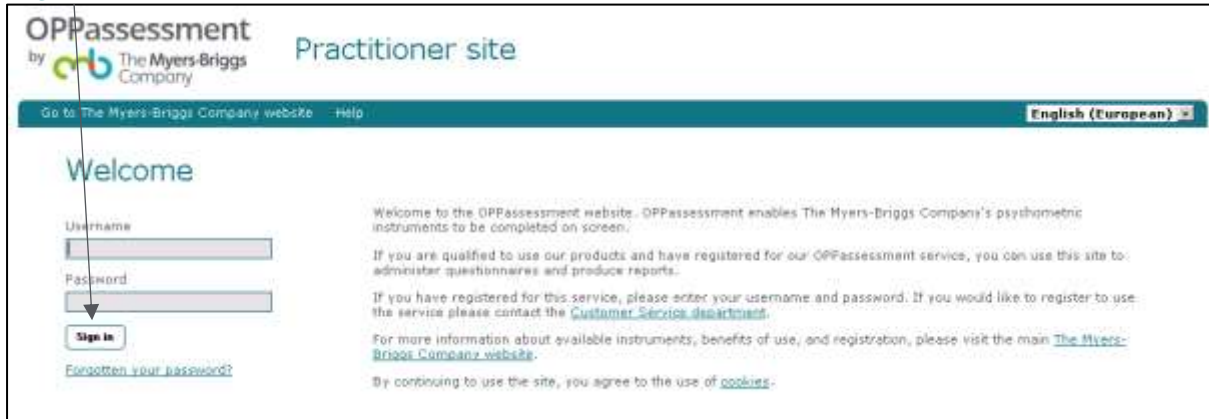 OPPassessment
by The Myers-Briggs
Company
Practitioner site
Go to The Myers-Briggs Company website Help English (European)
Welcome
Username
Password
Sign in
Forgotten your password?
Welcome to the OPPassessment website. OPPassessment enables The Myers-Briggs Company's psychometric
instruments to be completed on screen.
If you are qualified to use our products and have registered for our OPPassessment service, you can use this site to
administer questionnaires and produce reports.
If you have registered for this service, please enter your username and password. If you would like to register to use
the service please contact the Customer Service department.
For more information about available instruments, benefits of use, and registration, please visit the main The Myers-
Briggs Company website.
By continuing to use the site, you agree to the use of cookies.